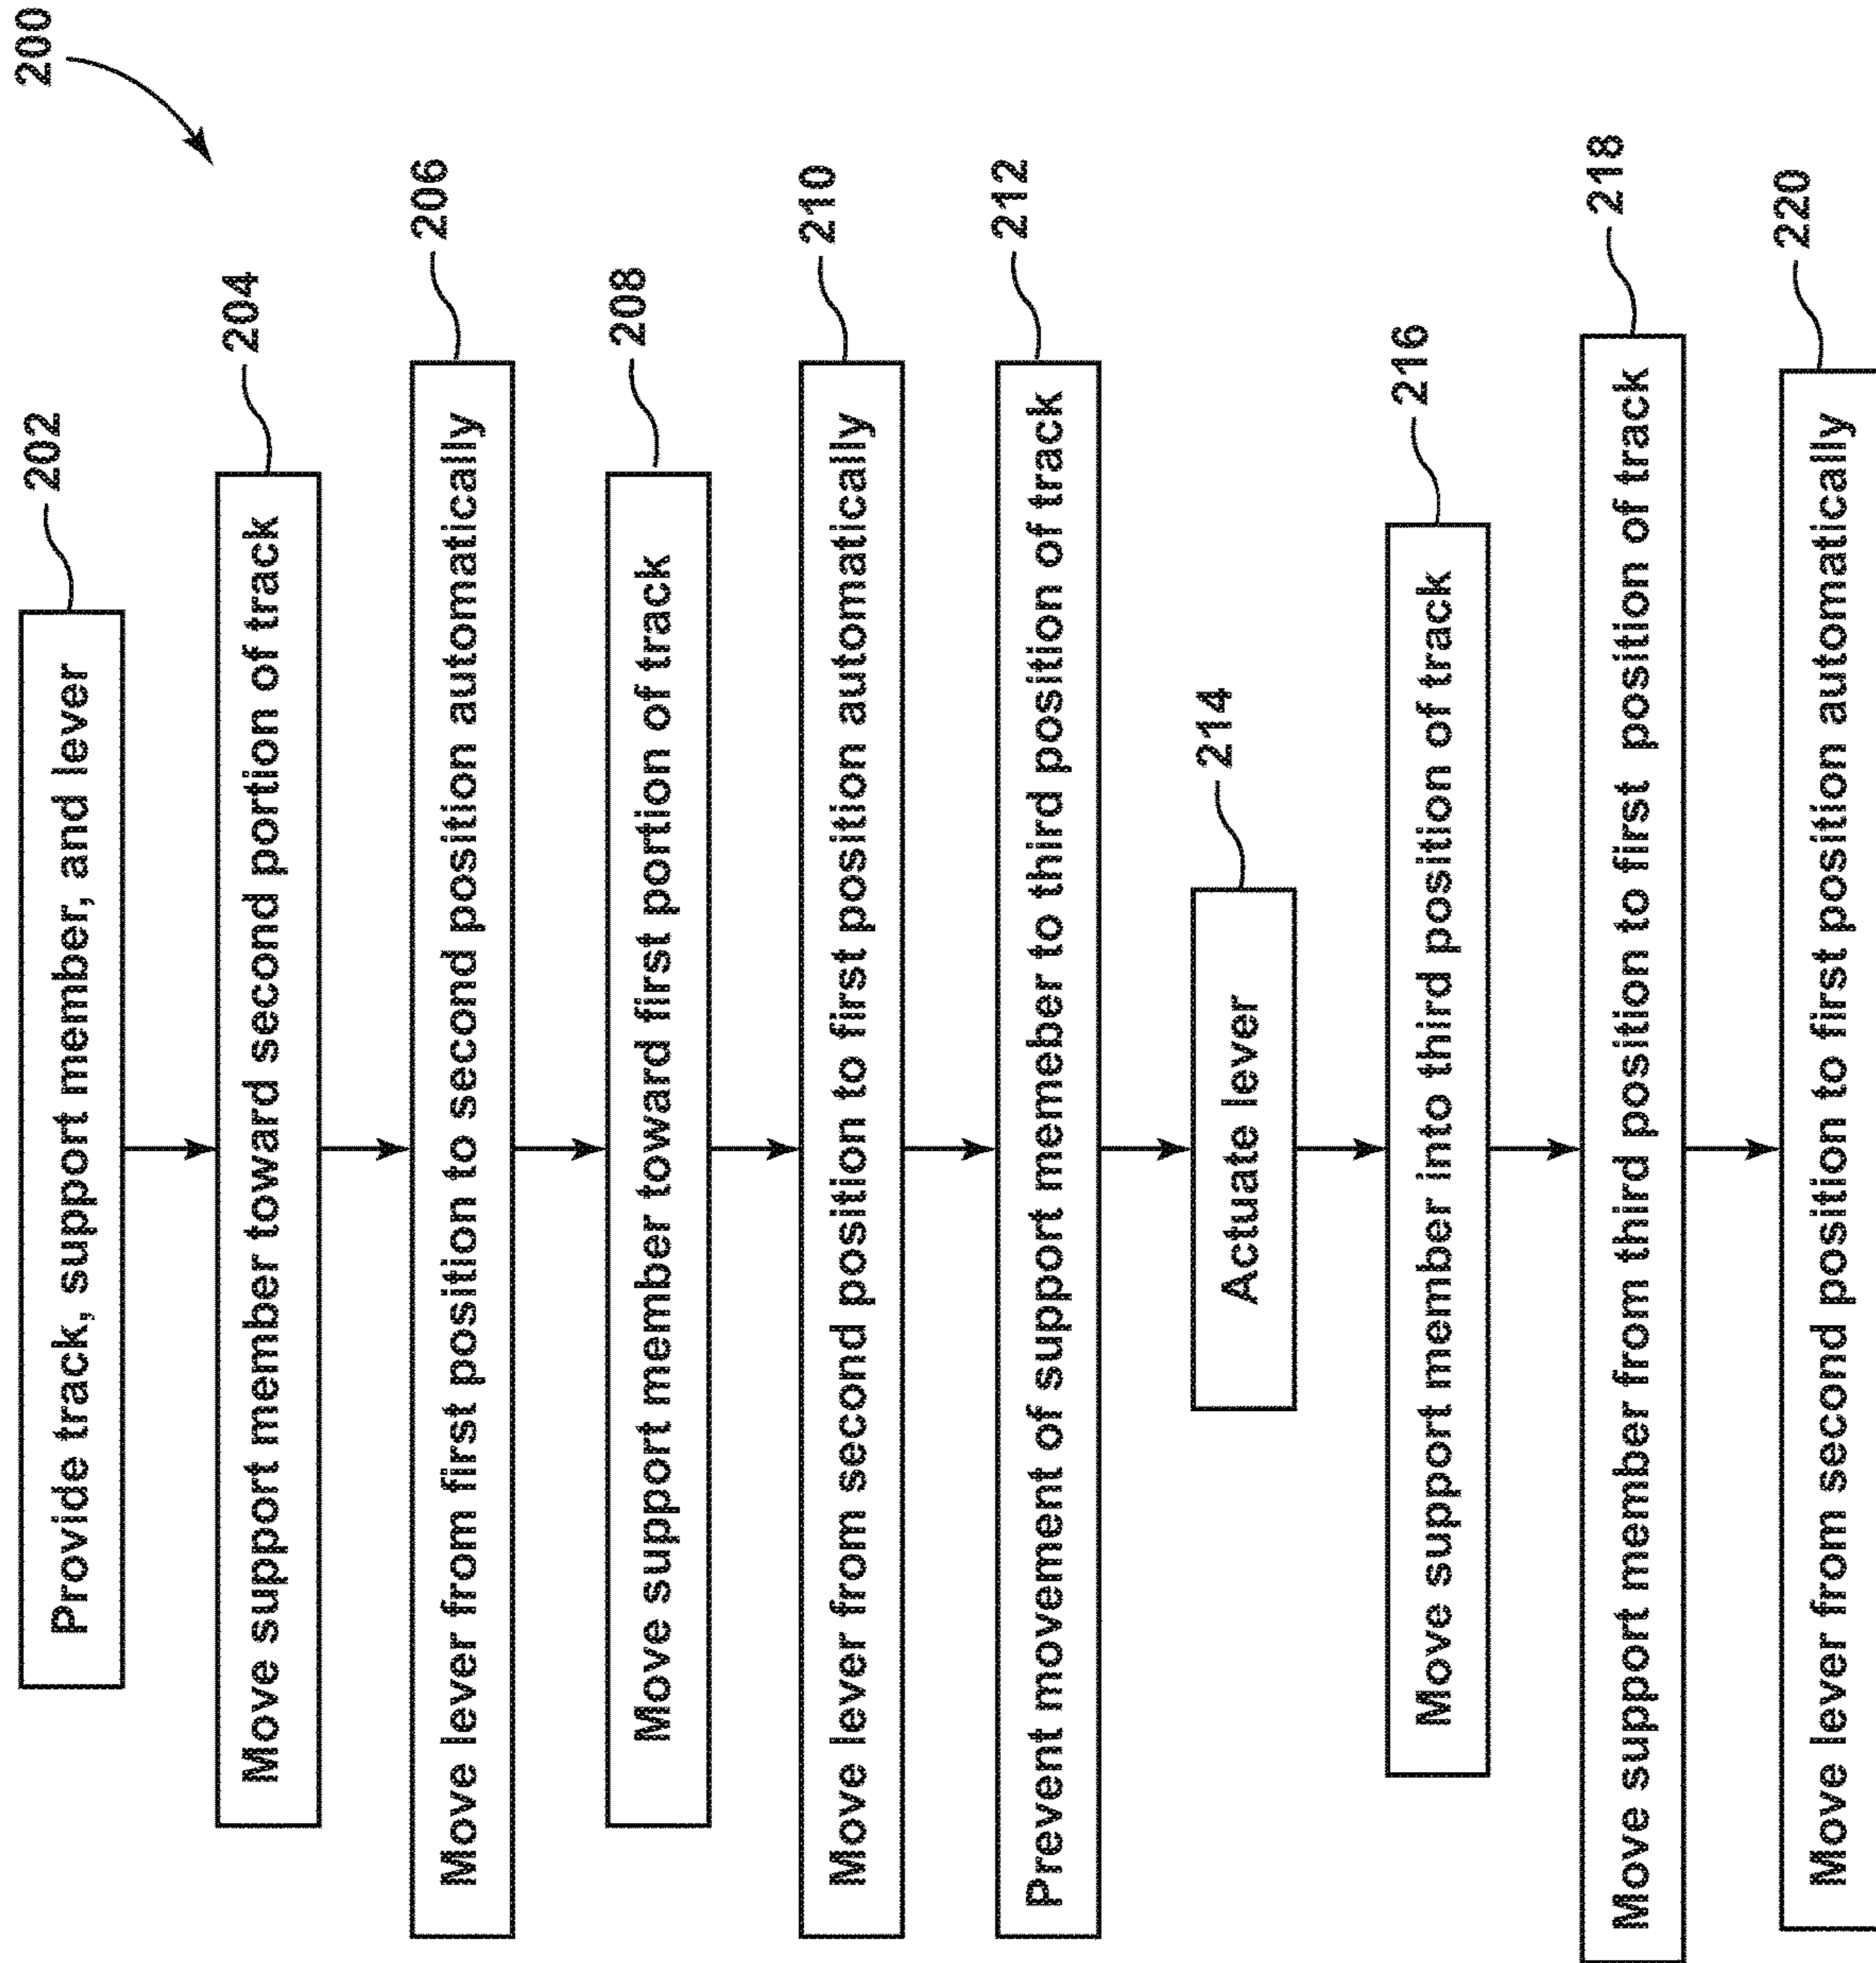 200
Provide track, support member, and lever
202
Move support member toward second portion of track
204
Move lever from first position to second position automatically
206
Move support member toward first portion of track
208
Move lever from second position to first position automatically
210
Prevent movement of support memeber to third position of track
212
Actuate lever
214
Move support member into third position of track
216
Move support member from third position to first position of track
218
Move lever from second position to first position automatically
220